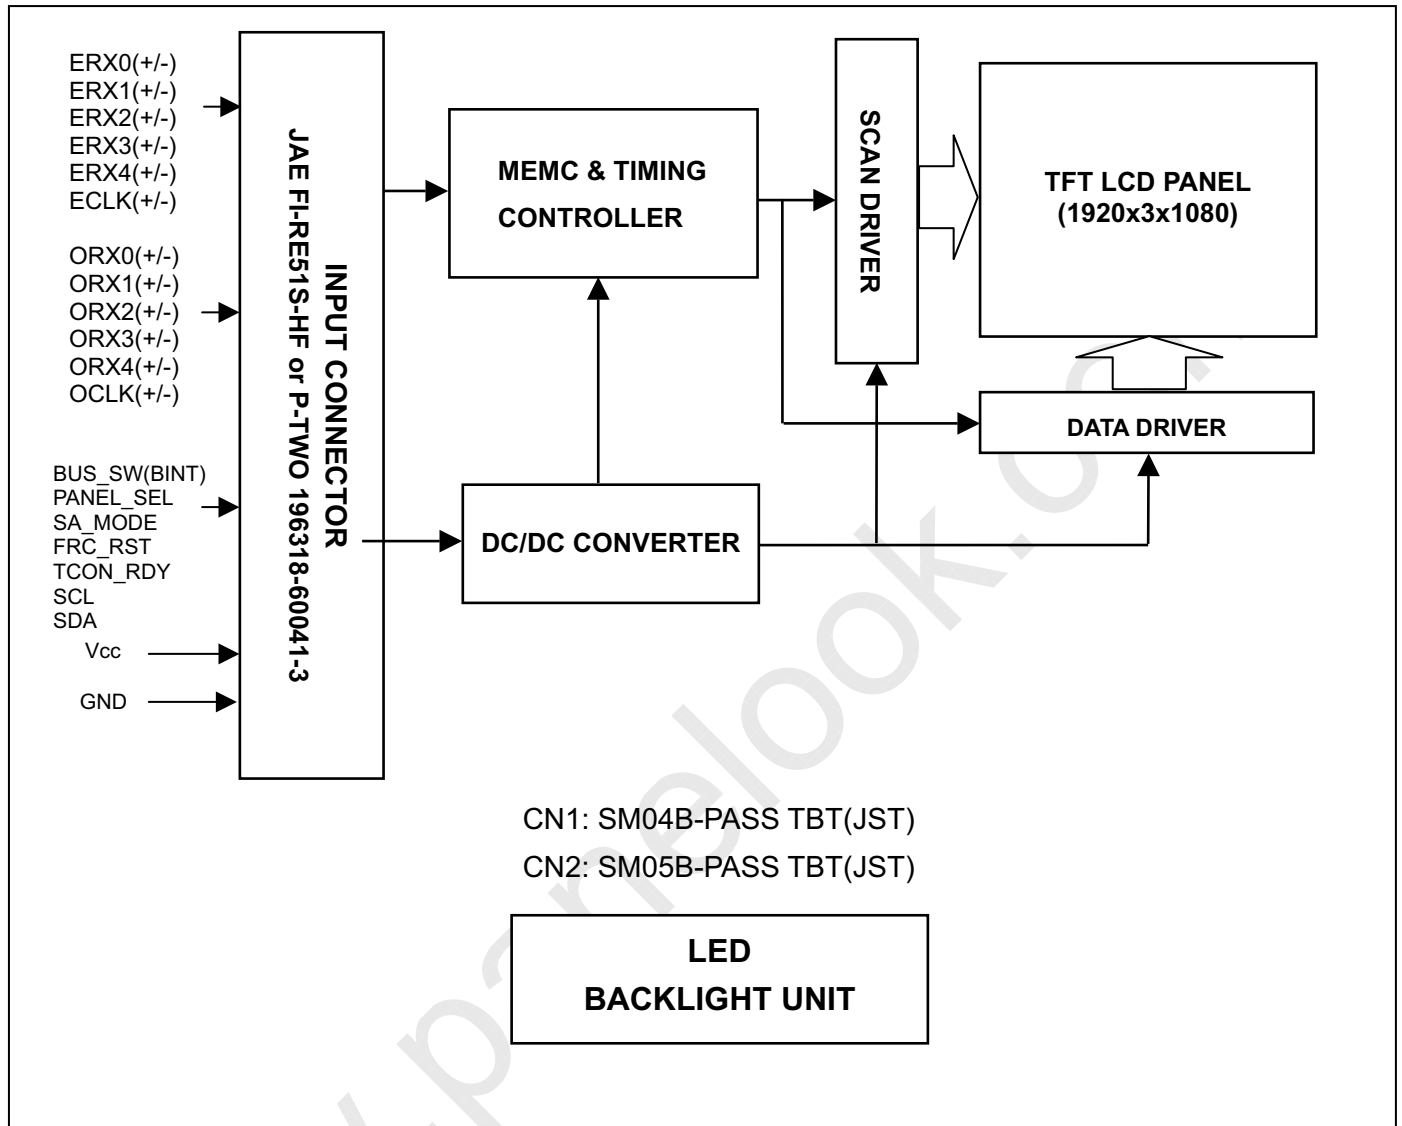 ERX0(+/-)
ERX1(+/-)
ERX2(+/-)
ERX3(+/-)
ERX4(+/-)
ECLK(+/-)
ORX0(+/-)
ORX1(+/-)
ORX2(+/-)
ORX3(+/-)
ORX4(+/-)
OCLK(+/-)
BUS_SW(BINT)
PANEL_SEL
SA_MODE
FRC_RST
TCON_RDY
SCL
SDA
Vcc
GND
INPUT CONNECTOR
JAE FI-RE51S-HF or P-TWO 196318-60041-3
MEMC & TIMING
CONTROLLER
DC/DC CONVERTER
SCAN DRIVER
TFT LCD PANEL
(1920x3x1080)
DATA DRIVER
CN1: SM04B-PASS TBT(JST)
CN2: SM05B-PASS TBT(JST)
LED
BACKLIGHT UNIT